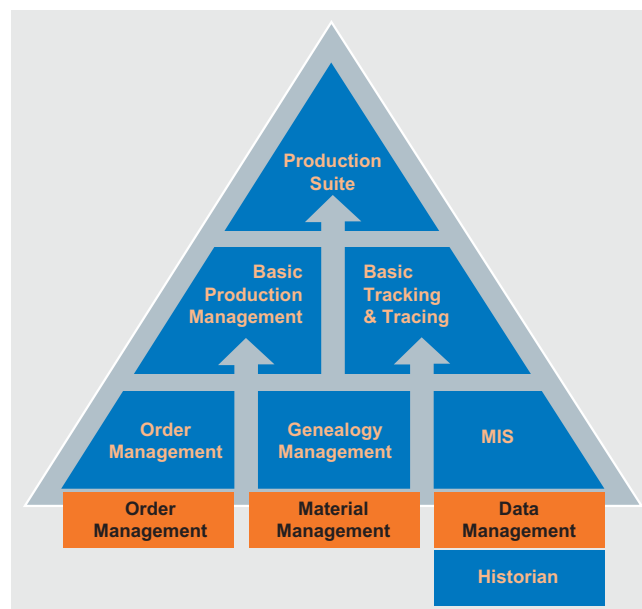 Production
Suite
Basic
Production
Management
Basic
Tracking
& Tracing
Order
Management
Genealogy
Management
MIS
Order
Management
Material
Management
Data
Management
Historian